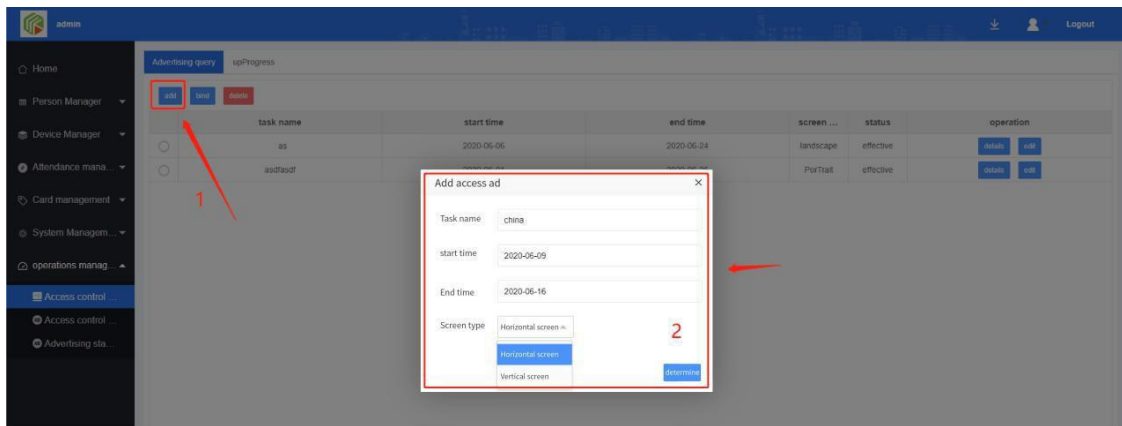 admin
Logout
Home
Person Manager
Device Manager
Attendance mana...
Card management
System Managem...
operations manag...
Access control ...
Access control ...
Advertising sta...
Advertising query upProgress
add bind delete
task name start time end time screen ... status operation
as 2020-06-06 2020-06-24 landscape effective details edit
asdfasdf PorTrait effective details edit
1
Add access ad ×
Task name china
start time 2020-06-09
End time 2020-06-16
Screen type Horizontal screen
2
Horizontal screen
Vertical screen
determine